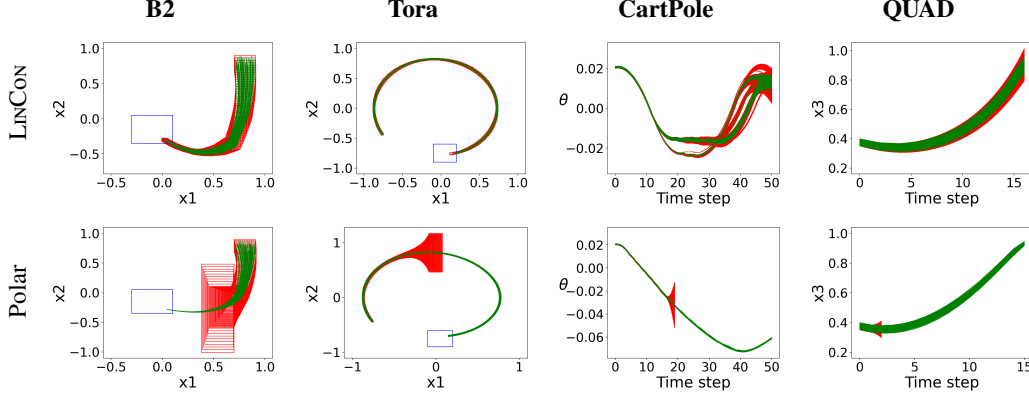 B2 Tora CartPole QUAD
LINCON
x2
1.0
0.5
0.0
−0.5
−0.5 0.0 0.5 1.0
x1
x2
1.0
0.5
0.0
−0.5
−1.0
−1.0 −0.5 0.0 0.5 1.0
x1
θ
0.02
0.00
−0.02
0 10 20 30 40 50
Time step
x3
1.0
0.8
0.6
0.4
0.2
0 5 10 15
Time step
Polar
x2
1.0
0.5
0.0
−0.5
−1.0
−0.5 0.0 0.5 1.0
x1
x2
1
0
−1
−1 0 1
x1
θ
0.02
0.00
−0.02
−0.04
−0.06
0 10 20 30 40 50
Time step
x3
1.0
0.8
0.6
0.4
0.2
0 5 10 15
Time step